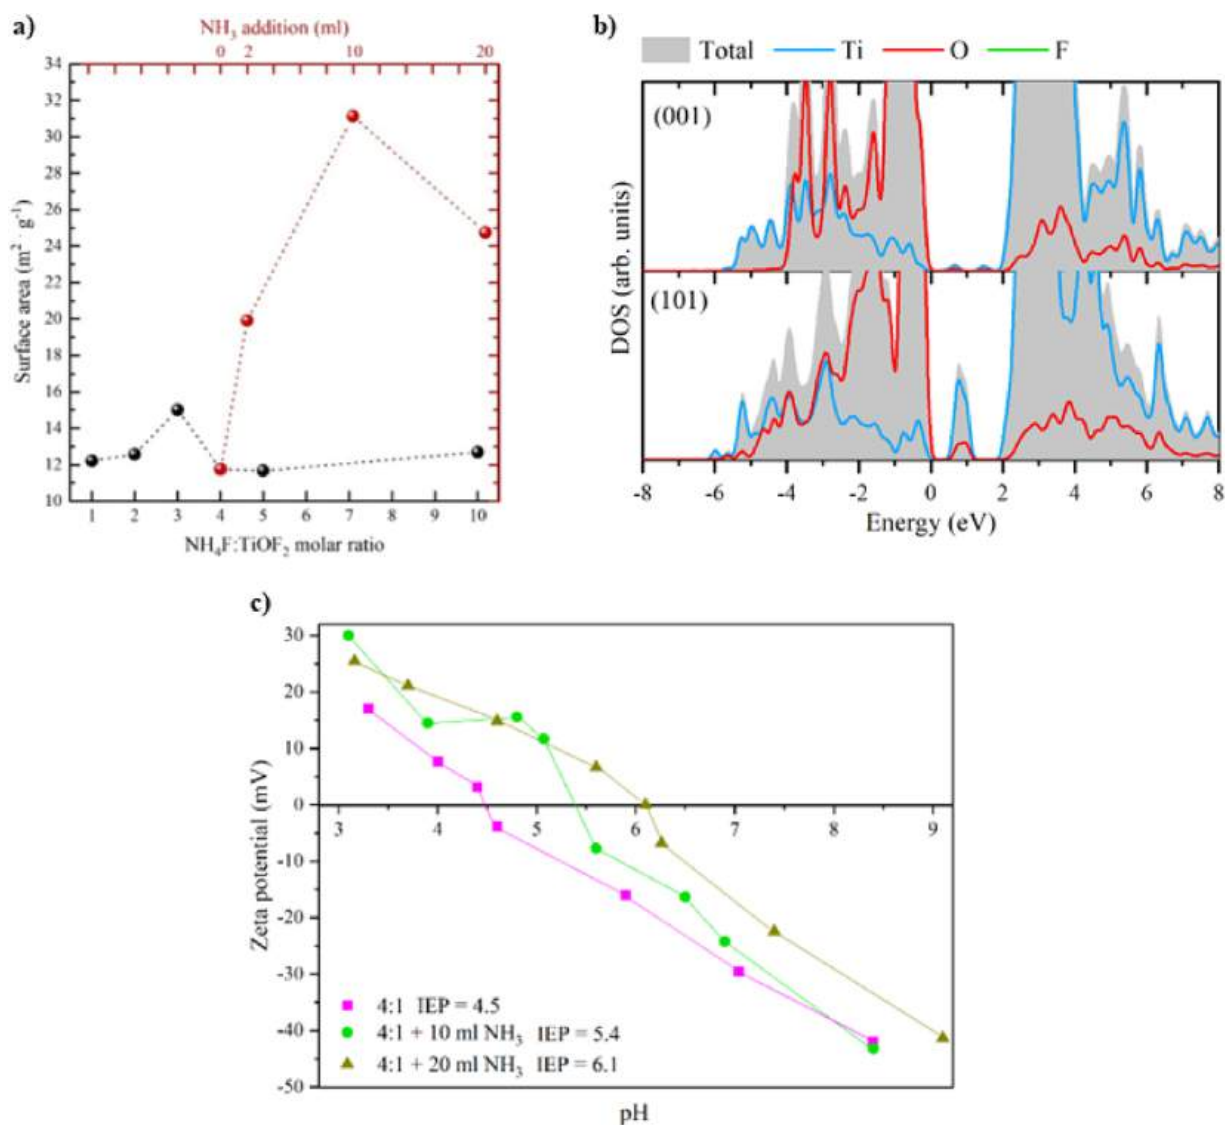 a)
NH₃ addition (ml)
0 2 10 20
34
32
30
28
26
24
22
20
18
16
14
12
10
Surface area (m² · g⁻¹)
1 2 3 4 5 6 7 8 9 10
NH₄F:TiOF₂ molar ratio
b)
Total Ti O F
(001)
(101)
DOS (arb. units)
-8 -6 -4 -2 0 2 4 6 8
Energy (eV)
c)
30
20
10
0
-10
-20
-30
-40
-50
Zeta potential (mV)
3 4 5 6 7 8 9
4:1 IEP = 4.5
4:1 + 10 ml NH₃ IEP = 5.4
4:1 + 20 ml NH₃ IEP = 6.1
pH